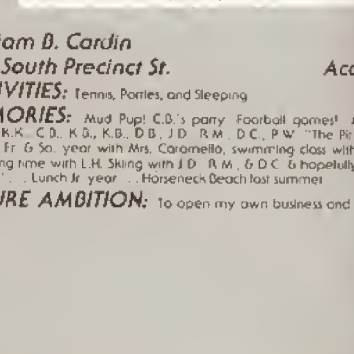 iam B. Cardin
South Precinct St. Acc
IVITIES: Tennis, Parties, and Sleeping
MORIES: Mud Pup! C.B.'s party Football games!
K.K. C.D., K.B., K.B., D.B., J.D. R.M., D.C., P.W. "The Pir
Fr. & So. year with Mrs. Caramello, swimming class with
ng time with L.H. Skiing with J.D. R.M., & D.C. & hopefully
. . . Lunch Jr. year . . . Horseneck Beach last summer
URE AMBITION: To open my own business and